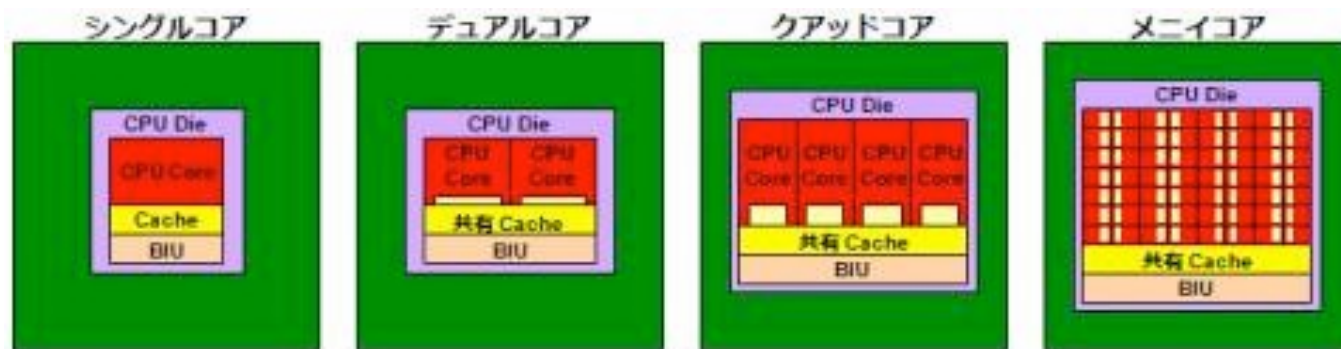 シングルコア
CPU Die
CPU Core
Cache
BIU
デュアルコア
CPU Die
CPU Core
CPU Core
共有 Cache
BIU
クアッドコア
CPU Die
CPU Core
CPU Core
CPU Core
CPU Core
共有 Cache
BIU
メニイコア
CPU Die
共有 Cache
BIU